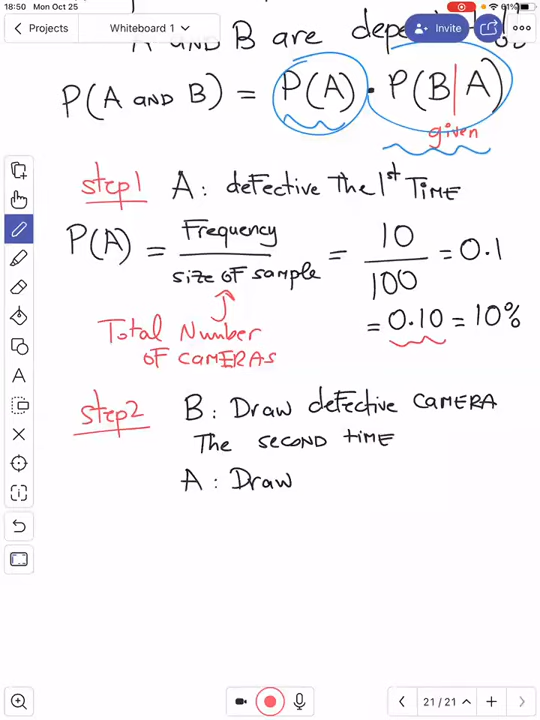 18:50 Mon Oct 25
61%
Projects
Whiteboard 1
Invite
A AND B are
P(A AND B) = P(A) · P(B|A)
given
step1 A: defective The 1st TIME
P(A) = Frequency / size of sample = 10 / 100 = 0.1
= 0.10 = 10%
Total Number
OF CAMERAS
step2 B: Draw defective CAMERA
The second time
A: Draw
21/21